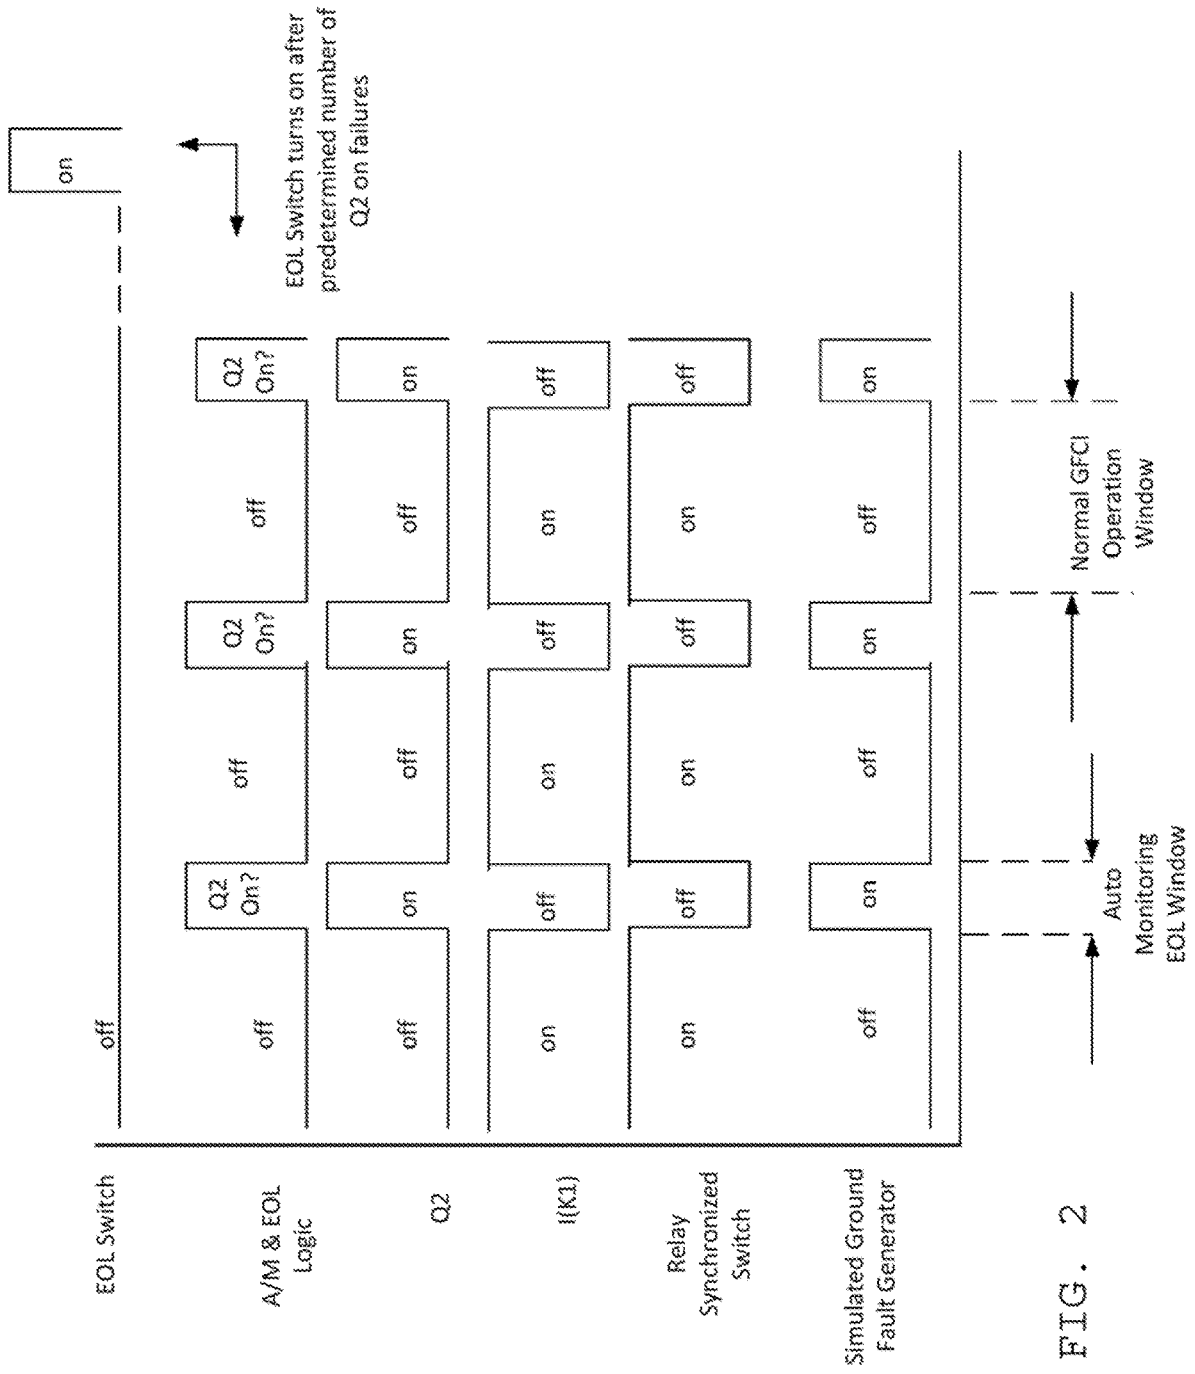 EOL Switch
off
on
EOL Switch turns on after
predetermined number of
Q2 on failures
A/M & EOL
Logic
off
Q2
On?
off
Q2
On?
off
Q2
On?
Q2
off
on
off
on
off
on
I(K1)
on
off
on
off
on
off
Relay
Synchronized
Switch
on
off
on
off
on
off
Simulated Ground
Fault Generator
off
on
off
on
off
on
Auto
Monitoring
EOL Window
Normal GFCI
Operation
Window
FIG. 2